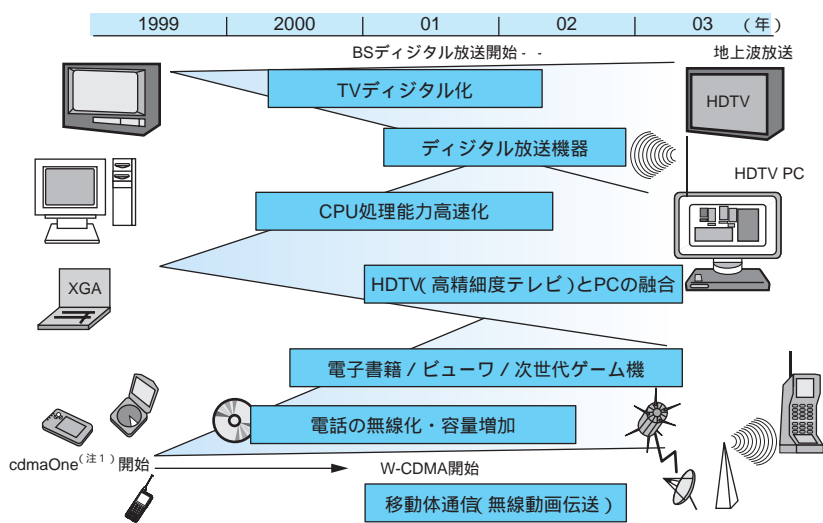 1999 2000 01 02 03 (年)
BSディジタル放送開始 - - 地上波放送
TVディジタル化
HDTV
ディジタル放送機器
HDTV PC
CPU処理能力高速化
XGA
HDTV(高精細度テレビ)とPCの融合
電子書籍 / ビューワ / 次世代ゲーム機
電話の無線化・容量増加
cdmaOne(注1)開始
W-CDMA開始
移動体通信(無線動画伝送)